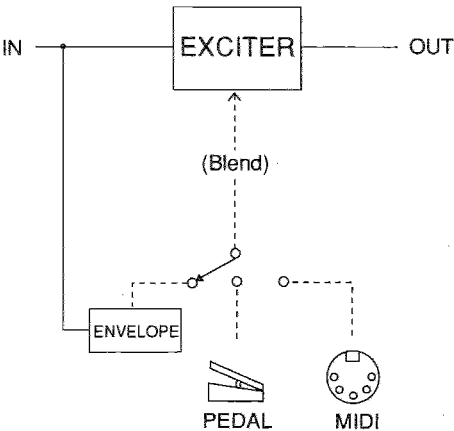 IN
EXCITER
OUT
(Blend)
ENVELOPE
PEDAL
MIDI